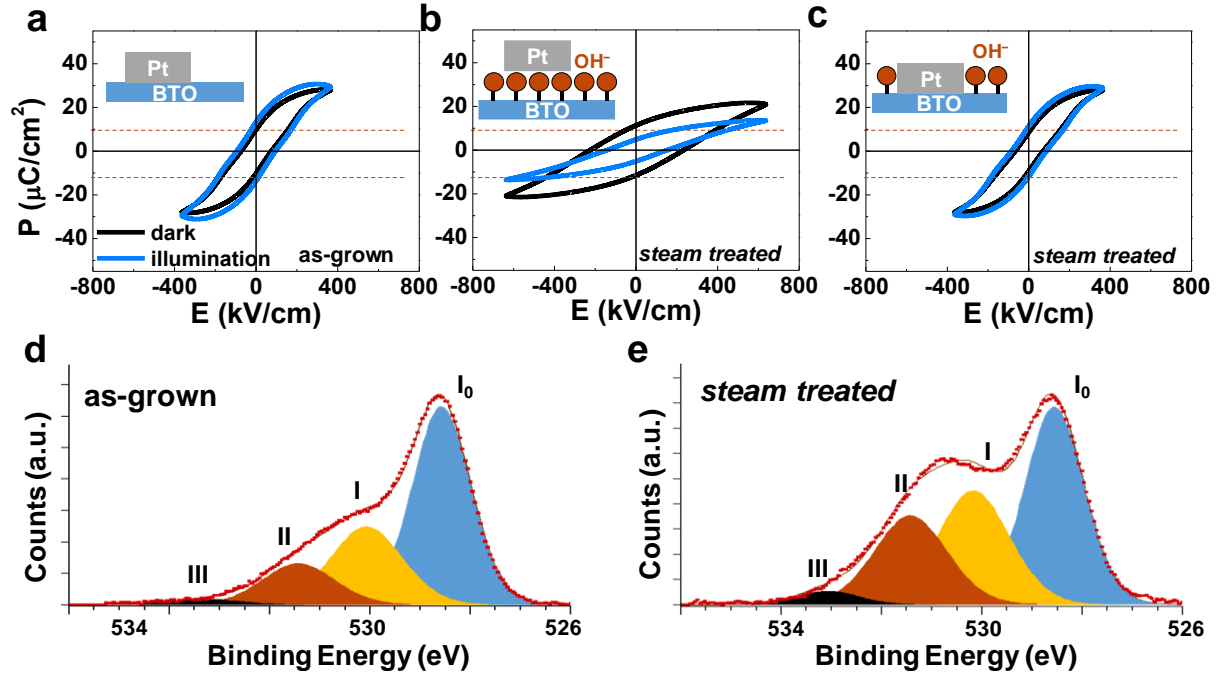 a
b
c
40
20
0
-20
-40
P (μC/cm²)
Pt
BTO
dark
illumination
as-grown
-800 -400 0 400 800
E (kV/cm)
40
20
0
-20
-40
Pt
OH⁻
BTO
steam treated
-800 -400 0 400 800
E (kV/cm)
40
20
0
-20
-40
OH⁻
Pt
BTO
steam treated
-800 -400 0 400 800
E (kV/cm)
d
as-grown
I₀
I
II
III
Counts (a.u.)
534 530 526
Binding Energy (eV)
e
steam treated
I₀
I
II
III
Counts (a.u.)
534 530 526
Binding Energy (eV)